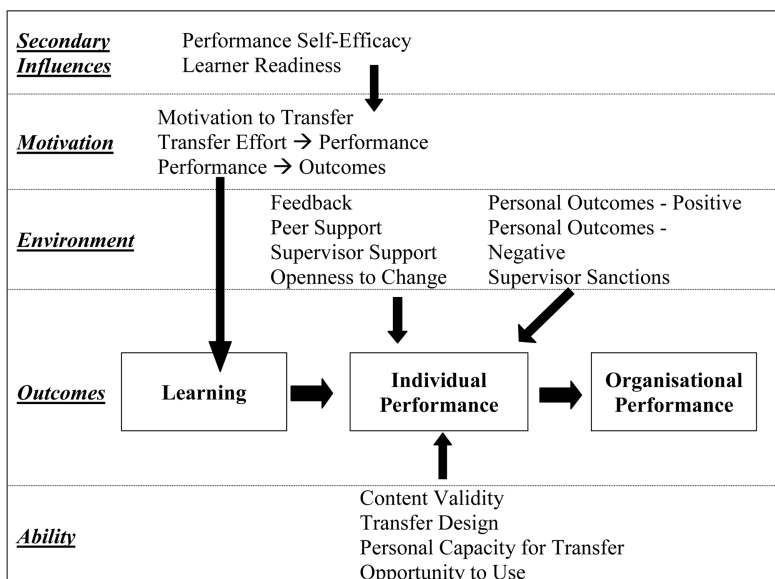 Secondary
Influences
Performance Self-Efficacy
Learner Readiness
Motivation
Motivation to Transfer
Transfer Effort → Performance
Performance → Outcomes
Environment
Feedback
Peer Support
Supervisor Support
Openness to Change
Personal Outcomes - Positive
Personal Outcomes -
Negative
Supervisor Sanctions
Outcomes
Learning
Individual
Performance
Organisational
Performance
Ability
Content Validity
Transfer Design
Personal Capacity for Transfer
Opportunity to Use